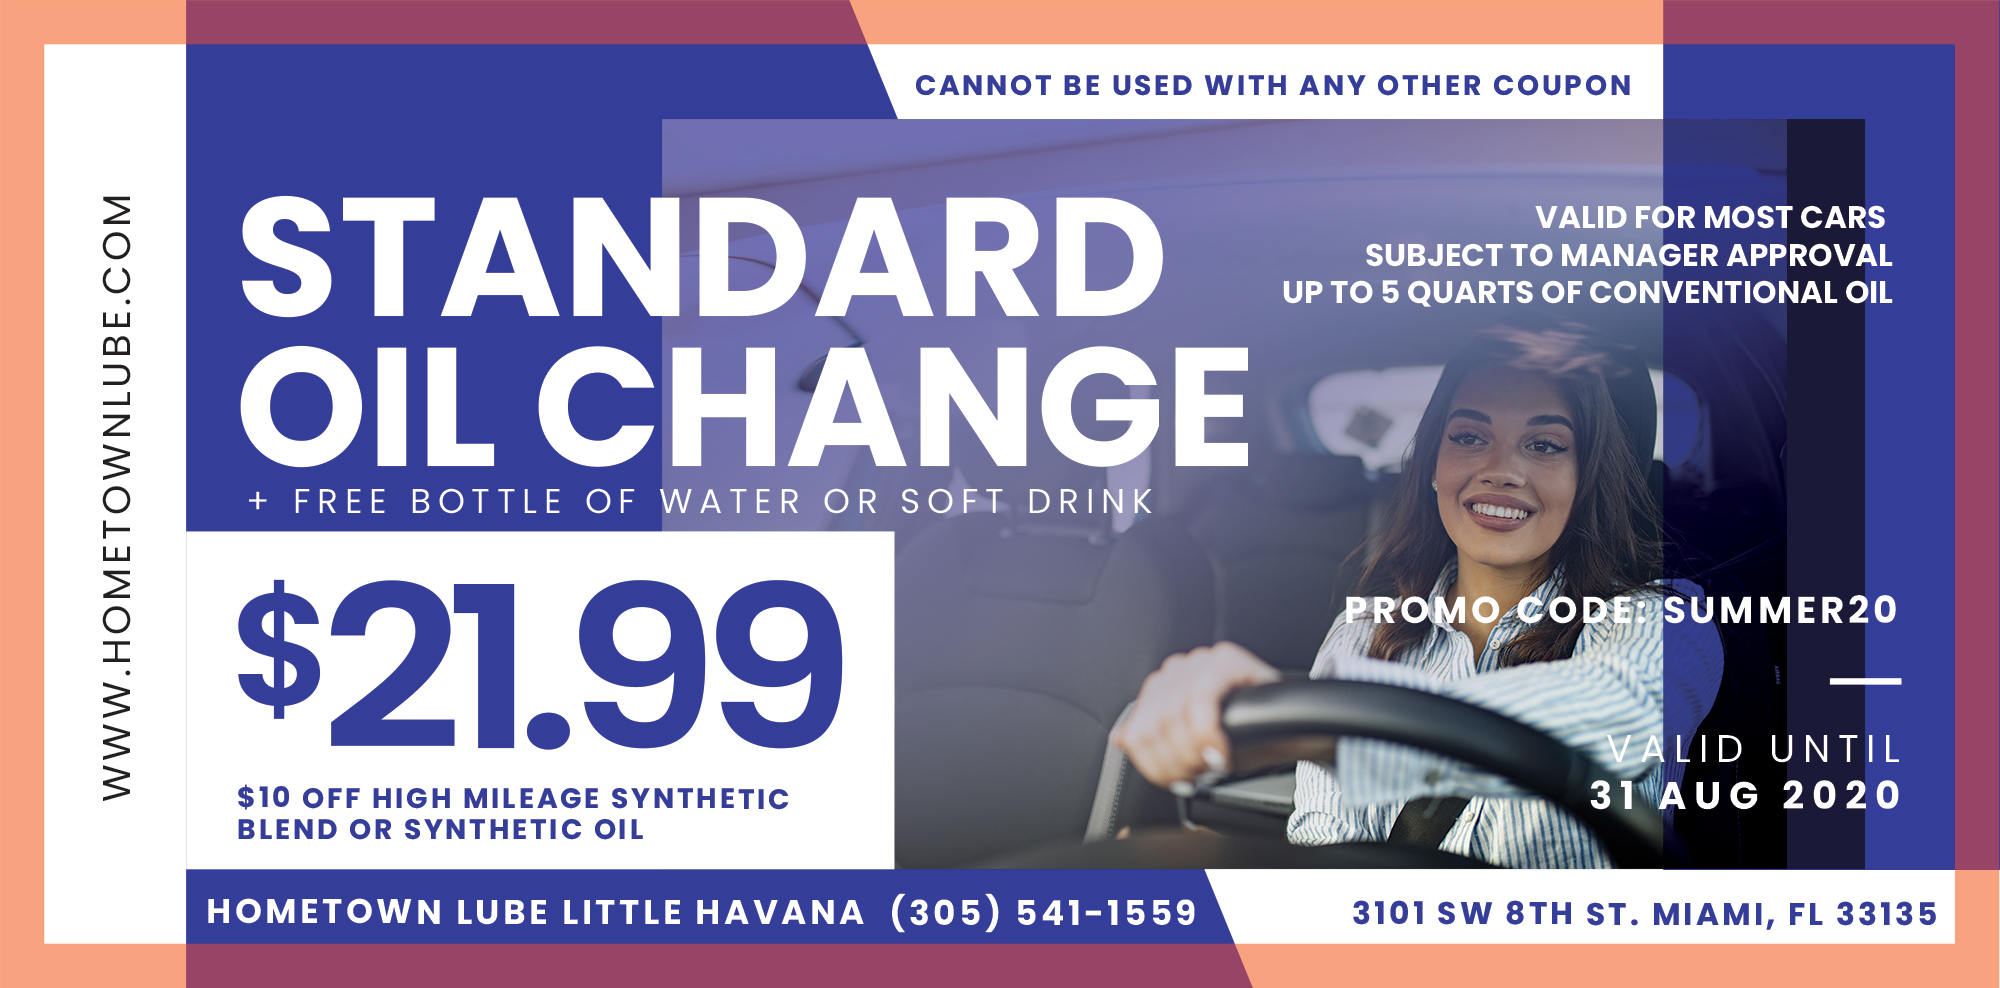 WWW.HOMETOWNLUBE.COM
CANNOT BE USED WITH ANY OTHER COUPON
STANDARD
OIL CHANGE
+ FREE BOTTLE OF WATER OR SOFT DRINK
VALID FOR MOST CARS
SUBJECT TO MANAGER APPROVAL
UP TO 5 QUARTS OF CONVENTIONAL OIL
$21.99
$10 OFF HIGH MILEAGE SYNTHETIC
BLEND OR SYNTHETIC OIL
PROMO CODE: SUMMER20
VALID UNTIL
31 AUG 2020
HOMETOWN LUBE LITTLE HAVANA (305) 541-1559
3101 SW 8TH ST. MIAMI, FL 33135